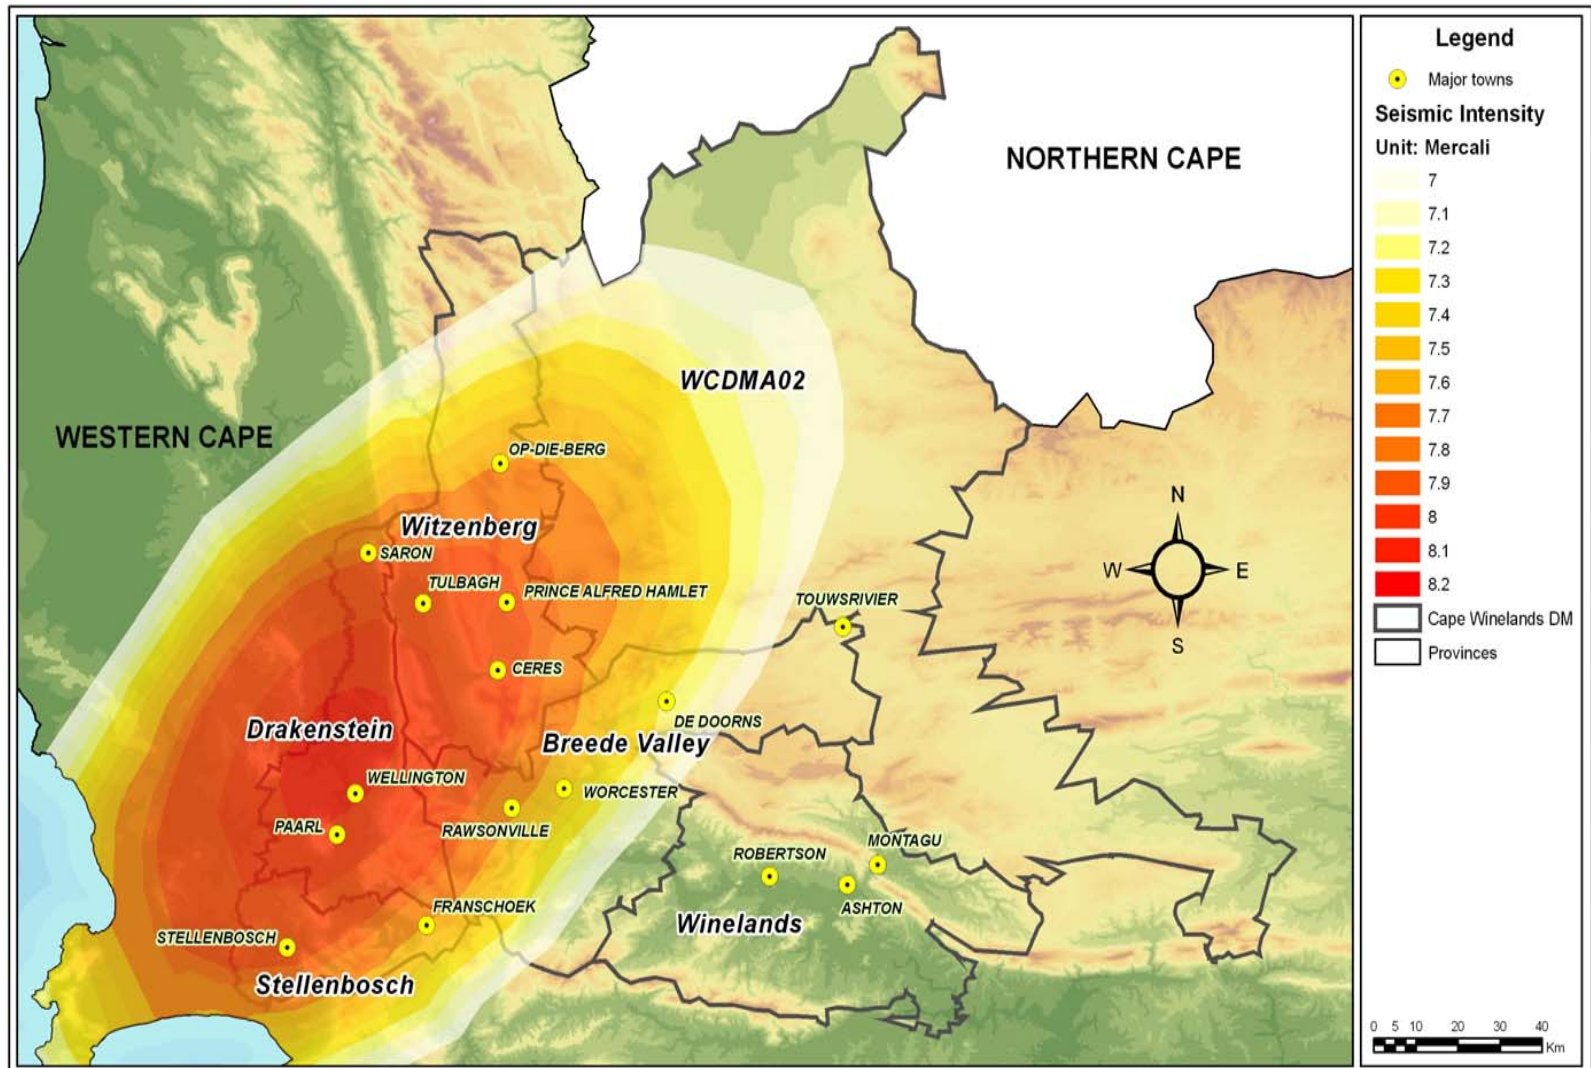 NORTHERN CAPE
WCDMA02
WESTERN CAPE
OP-DIE-BERG
Witzenberg
SARON
TULBAGH
PRINCE ALFRED HAMLET
TOUWSRIVIER
CERES
DE DOORNS
Drakenstein
Breede Valley
WELLINGTON
WORCESTER
PAARL
RAWSONVILLE
MONTAGU
ROBERTSON
ASHTON
FRANSCHOEK
Winelands
STELLENBOSCH
Stellenbosch
N
W
E
S
Legend
Major towns
Seismic Intensity
Unit: Mercali
7
7.1
7.2
7.3
7.4
7.5
7.6
7.7
7.8
7.9
8
8.1
8.2
Cape Winelands DM
Provinces
0 5 10 20 30 40
Km